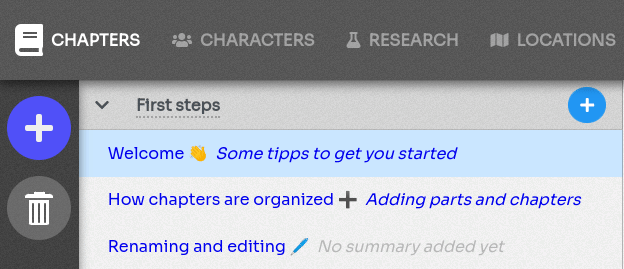 CHAPTERS CHARACTERS RESEARCH LOCATIONS
First steps
Welcome 👋 Some tipps to get you started
How chapters are organized ➕ Adding parts and chapters
Renaming and editing 🖊️ No summary added yet